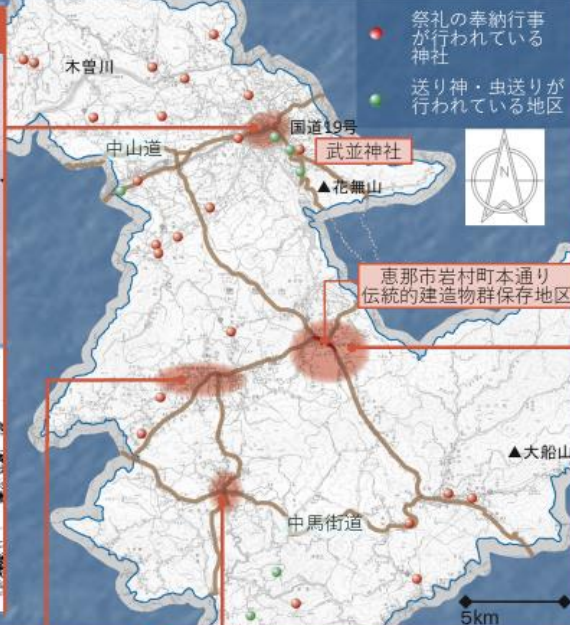 祭礼の奉納行事
が行われている
神社
送り神・虫送りが
行われている地区
木曽川
国道19号
中山道
武並神社
▲花無山
N
恵那市岩村町本通り
伝統的建造物群保存地区
▲大船山
中馬街道
5km